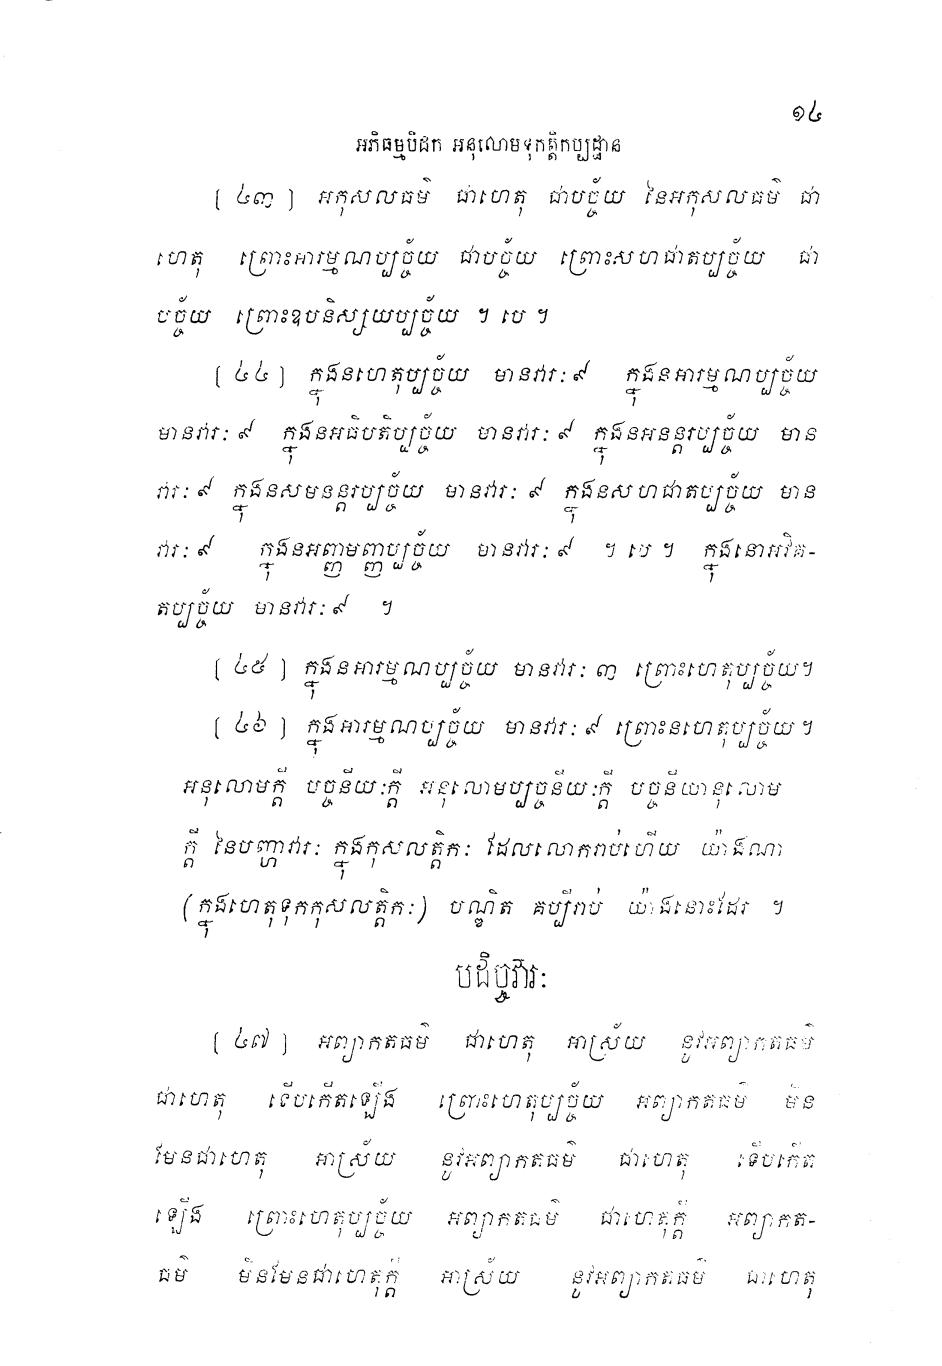 ១៤
អភិធម្មបិដក អនុលោមទុកត្តិកប្បដ្ឋាន
[ ៤៣ ] អកុសលធម៌ ជាហេតុ ជាបច្ច័យ នៃអកុសលធម៌ ជា
ហេតុ ព្រោះអារម្មណប្បច្ច័យ ជាបច្ច័យ ព្រោះសហជាតប្បច្ច័យ ជា
បច្ច័យ ព្រោះឧបនិស្សយប្បច្ច័យ ។ បេ ។
[ ៤៤ ] ក្នុងនហេតុប្បច្ច័យ មានវារៈ ៩ ក្នុងនអារម្មណប្បច្ច័យ
មានវារៈ ៩ ក្នុងនអធិបតិប្បច្ច័យ មានវារៈ ៩ ក្នុងនអនន្តរប្បច្ច័យ មាន
វារៈ ៩ ក្នុងនសមនន្តរប្បច្ច័យ មានវារៈ ៩ ក្នុងនសហជាតប្បច្ច័យ មាន
វារៈ ៩ ក្នុងនអញ្ញមញ្ញប្បច្ច័យ មានវារៈ ៩ ។ បេ ។ ក្នុងនោអវិគ-
តប្បច្ច័យ មានវារៈ ៩ ។
[ ៤៥ ] ក្នុងនអារម្មណប្បច្ច័យ មានវារៈ ៣ ព្រោះហេតុប្បច្ច័យ។
[ ៤៦ ] ក្នុងអារម្មណប្បច្ច័យ មានវារៈ ៩ ព្រោះនហេតុប្បច្ច័យ។
អនុលោមក្តី បច្ចនីយៈក្តី អនុលោមប្បច្ចនីយៈក្តី បច្ចនីយានុលោម
ក្តី នៃបញ្ហាវារៈ ក្នុងកុសលត្តិកៈ ដែលលោករាប់ហើយ យ៉ាងណា
(ក្នុងហេតុទុកកុសលត្តិកៈ) បណ្ឌិត គប្បីរាប់ យ៉ាងនោះដែរ ។
បដិច្ចវារៈ
[ ៤៧ ] អព្យាកតធម៌ ជាហេតុ អាស្រ័យ នូវអព្យាកតធម៌
ជាហេតុ ទើបកើតឡើង ព្រោះហេតុប្បច្ច័យ អព្យាកតធម៌ មិន
មែនជាហេតុ អាស្រ័យ នូវអព្យាកតធម៌ ជាហេតុ ទើបកើត
ឡើង ព្រោះហេតុប្បច្ច័យ អព្យាកតធម៌ ជាហេតុក្តី អព្យាកត-
ធម៌ មិនមែនជាហេតុក្តី អាស្រ័យ នូវអព្យាកតធម៌ ជាហេតុ